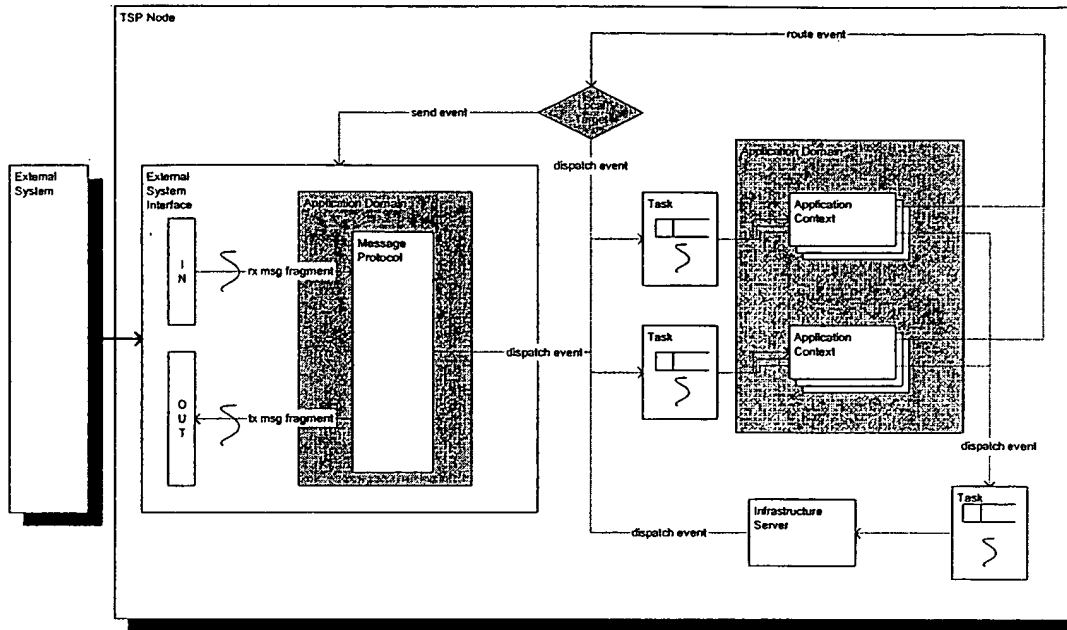 TSP Node
route event
send event
Local
Target
dispatch event
External
System
External
System
Interface
Application Domain
Message
Protocol
I
N
rx msg fragment
O
U
T
tx msg fragment
dispatch event
Task
Application Domain
Application
Context
Task
Application
Context
dispatch event
Infrastructure
Server
Task
dispatch event